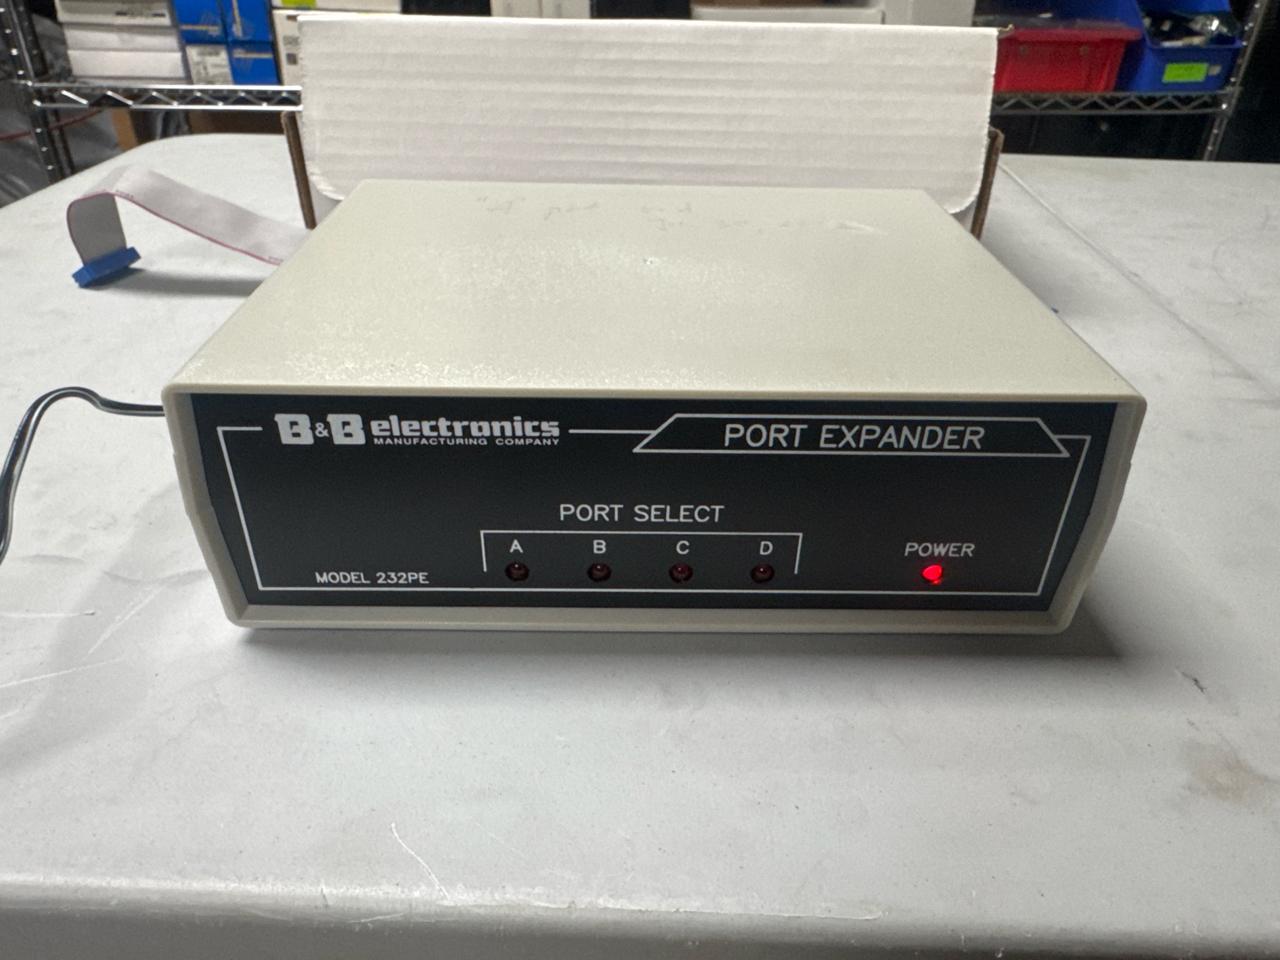 B&B electronics
MANUFACTURING COMPANY
PORT EXPANDER
PORT SELECT
A B C D
POWER
MODEL 232PE